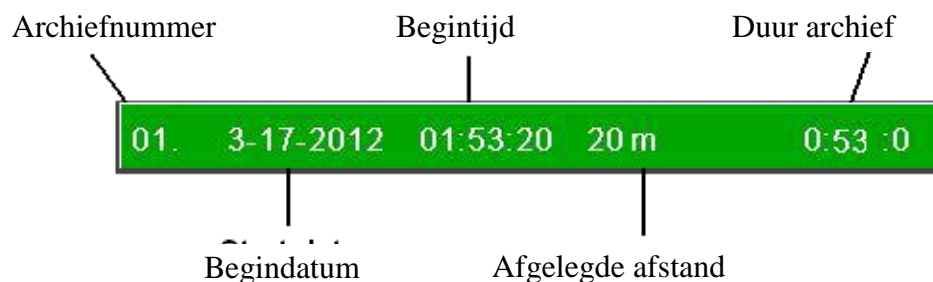 Archiefnummer Begintijd Duur archief
01. 3-17-2012 01:53:20 20 m 0:53 :0
Begindatum Afgelegde afstand